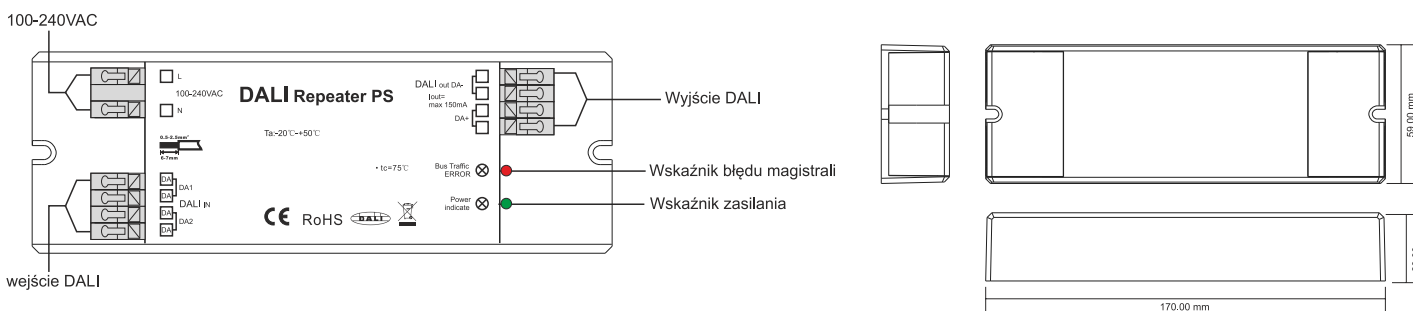 100-240VAC
L
100-240VAC
N
0.5-2.5mm²
6-7mm
DALI Repeater PS
Ta:-20℃-+50℃
• tc=75℃
DALI out DA-
Iout=
max 150mA
DA+
Bus Traffic
ERROR
Power
indicate
DA
DA
DA
DA
DA1
DALI IN
DA2
CE RoHS DALI
Wyjście DALI
Wskaźnik błędu magistrali
Wskaźnik zasilania
wejście DALI
59.00 mm
170.00 mm